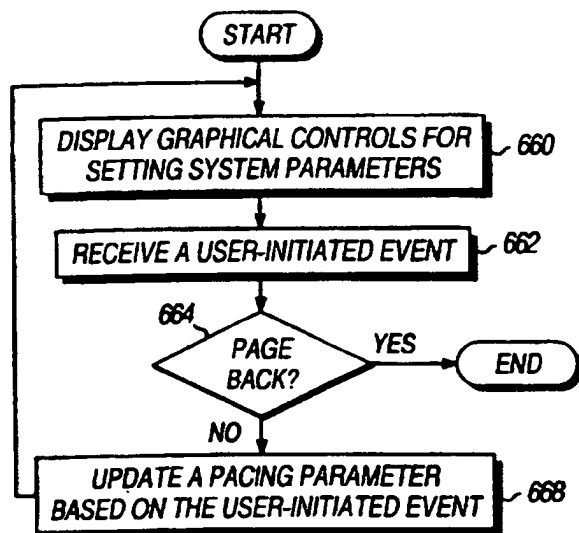 START
DISPLAY GRAPHICAL CONTROLS FOR
SETTING SYSTEM PARAMETERS
660
RECEIVE A USER-INITIATED EVENT
662
664
PAGE
BACK?
YES
END
NO
UPDATE A PACING PARAMETER
BASED ON THE USER-INITIATED EVENT
668